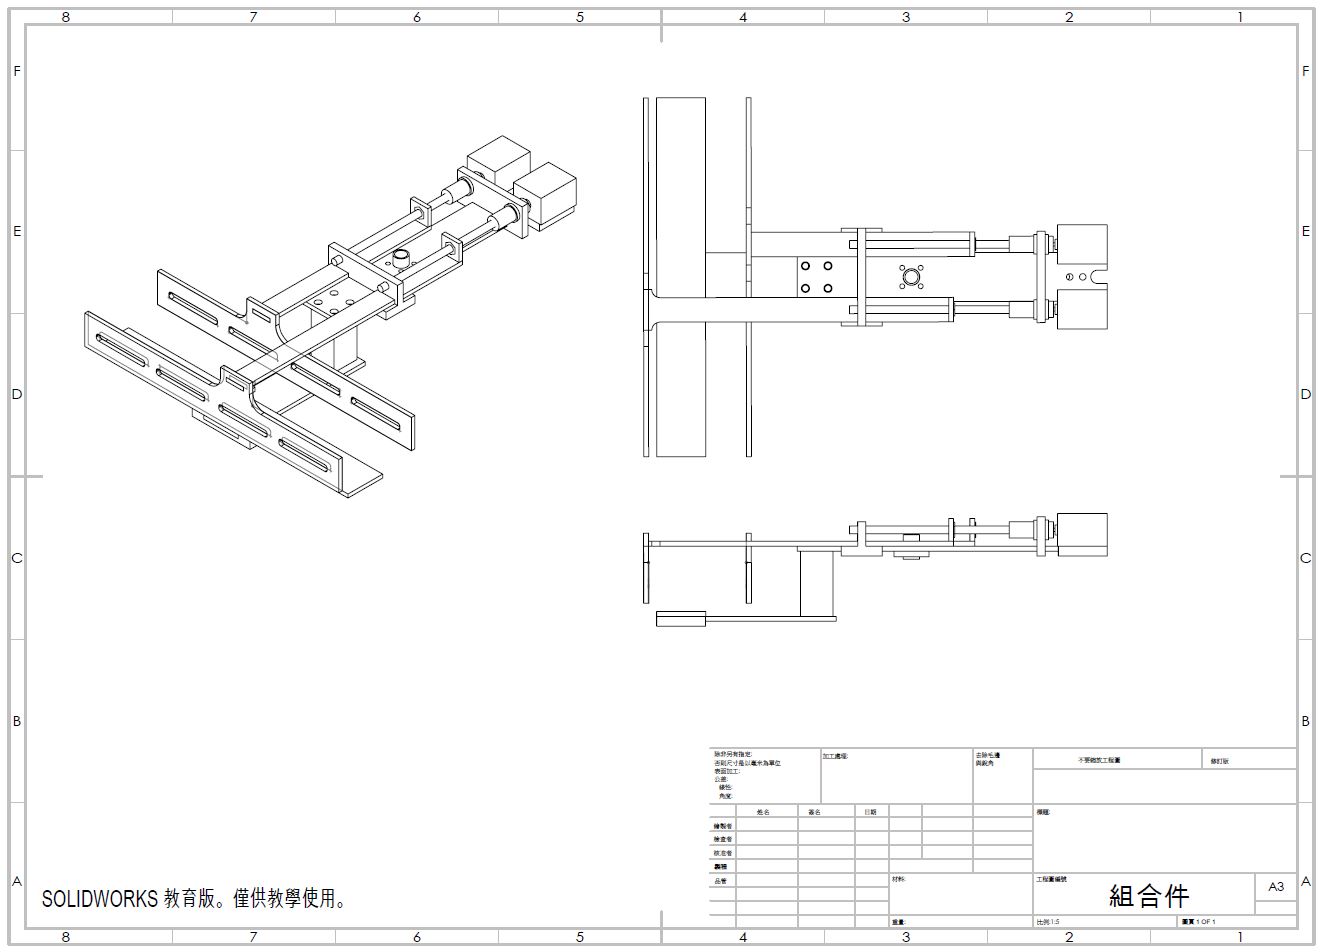 8 7 6 5 4 3 2 1
F F
E E
D D
C C
B B
A A
除非另有指定:
否則尺寸是以毫米為單位
表面加工:
公差:
線性:
角度:
加工處理:
去除毛邊
與銳角
不要縮放工程圖
修訂版
姓名 簽名 日期
標題:
繪製者
檢查者
核准者
製程
品管
材料:
工程圖編號
組合件
A3
重量:
比例 1:5
圖頁 1 OF 1
SOLIDWORKS 教育版。僅供教學使用。
8 7 6 5 4 3 2 1